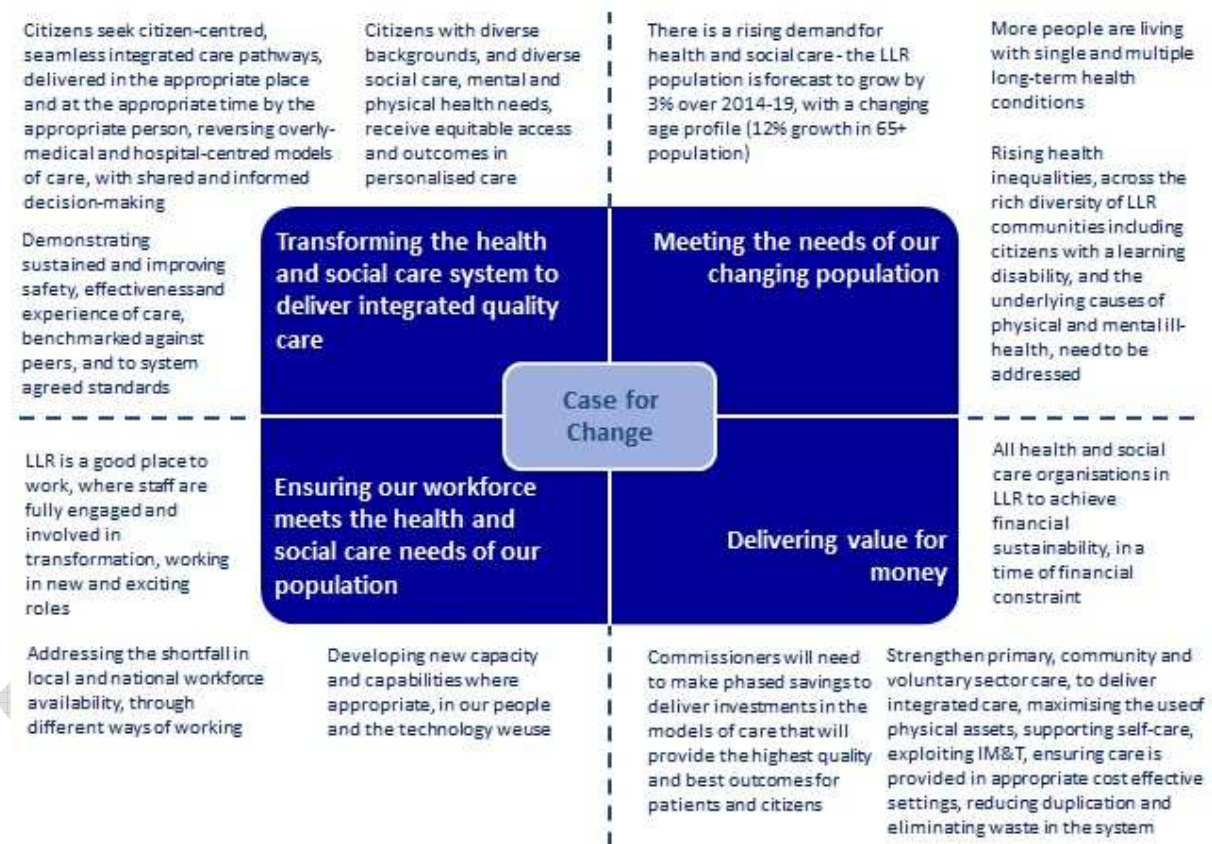 Citizens seek citizen-centred,
seamless integrated care pathways,
delivered in the appropriate place
and at the appropriate time by the
appropriate person, reversing overly-
medical and hospital-centred models
of care, with shared and informed
decision-making
Citizens with diverse
backgrounds, and diverse
social care, mental and
physical health needs,
receive equitable access
and outcomes in
personalised care
Demonstrating
sustained and improving
safety, effectiveness and
experience of care,
benchmarked against
peers, and to system
agreed standards
Transforming the health
and social care system to
deliver integrated quality
care
There is a rising demand for
health and social care - the LLR
population is forecast to grow by
3% over 2014-19, with a changing
age profile (12% growth in 65+
population)
More people are living
with single and multiple
long-term health
conditions
Rising health
inequalities, across the
rich diversity of LLR
communities including
citizens with a learning
disability, and the
underlying causes of
physical and mental ill-
health, need to be
addressed
Meeting the needs of our
changing population
Case for
Change
LLR is a good place to
work, where staff are
fully engaged and
involved in
transformation, working
in new and exciting
roles
Ensuring our workforce
meets the health and
social care needs of our
population
Addressing the shortfall in
local and national workforce
availability, through
different ways of working
Developing new capacity
and capabilities where
appropriate, in our people
and the technology we use
Delivering value for
money
All health and social
care organisations in
LLR to achieve
financial
sustainability, in a
time of financial
constraint
Commissioners will need
to make phased savings to
deliver investments in the
models of care that will
provide the highest quality
and best outcomes for
patients and citizens
Strengthen primary, community and
voluntary sector care, to deliver
integrated care, maximising the use of
physical assets, supporting self-care,
exploiting IM&T, ensuring care is
provided in appropriate cost effective
settings, reducing duplication and
eliminating waste in the system